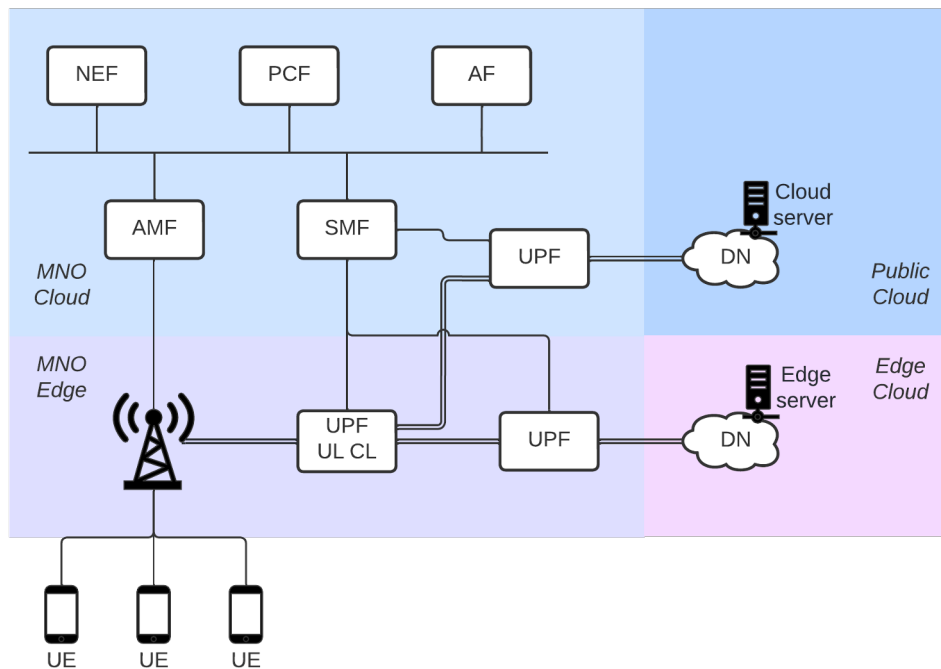 NEF
PCF
AF
AMF
SMF
UPF
Cloud
server
DN
MNO
Cloud
Public
Cloud
MNO
Edge
UPF
UL CL
UPF
DN
Edge
server
Edge
Cloud
UE
UE
UE